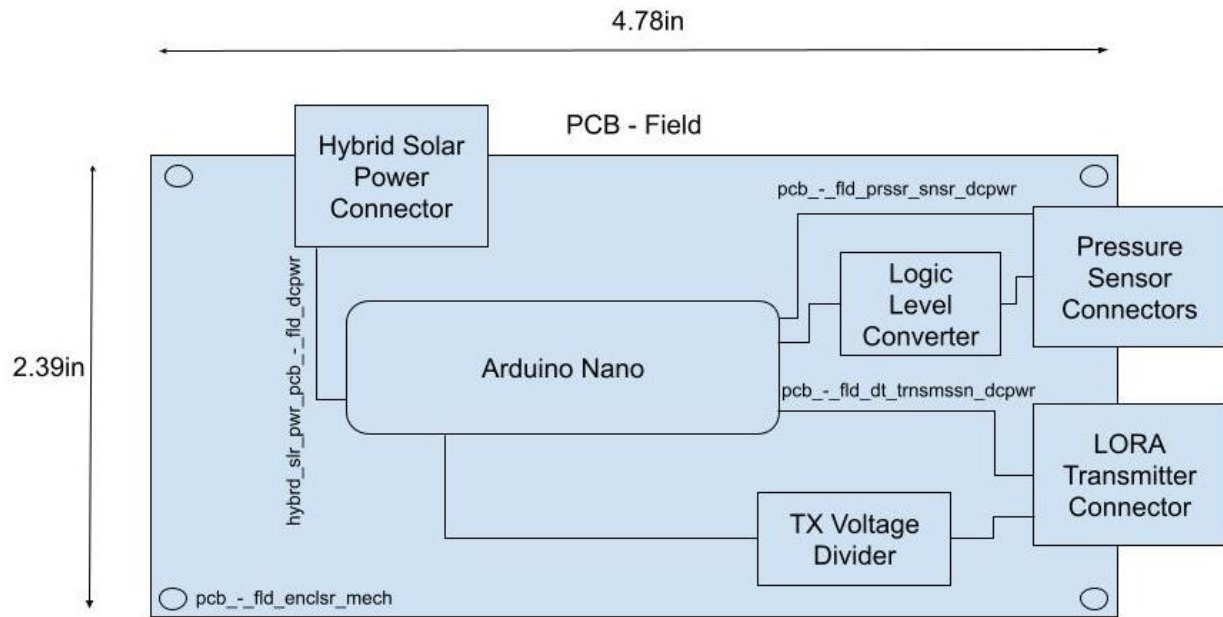 4.78in
PCB - Field
Hybrid Solar
Power
Connector
pcb_-_fld_prssr_snsr_dcpwr
Pressure
Sensor
Connectors
Logic
Level
Converter
hybrd_slr_pwr_pcb_-_fld_dcpwr
2.39in
Arduino Nano
pcb_-_fld_dt_trnsmssn_dcpwr
LORA
Transmitter
Connector
TX Voltage
Divider
pcb_-_fld_enclsr_mech